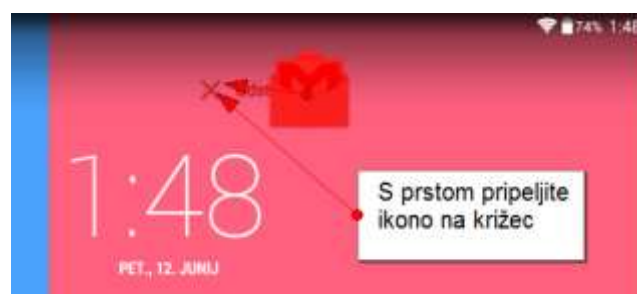 74% 1:48
1:48
PET., 12. JUNIJ
S prstom pripeljite
ikono na križec